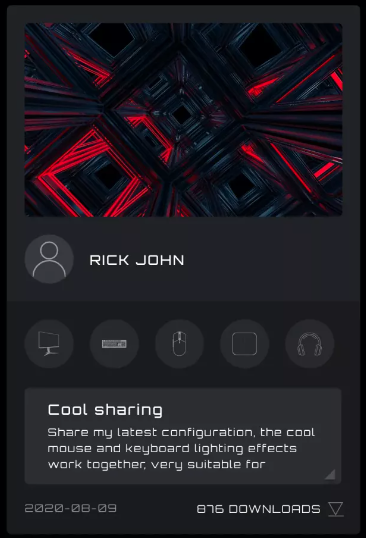 RICK JOHN
Cool sharing
Share my latest configuration, the cool
mouse and keyboard lighting effects
work together, very suitable for
2020-08-09
876 DOWNLOADS